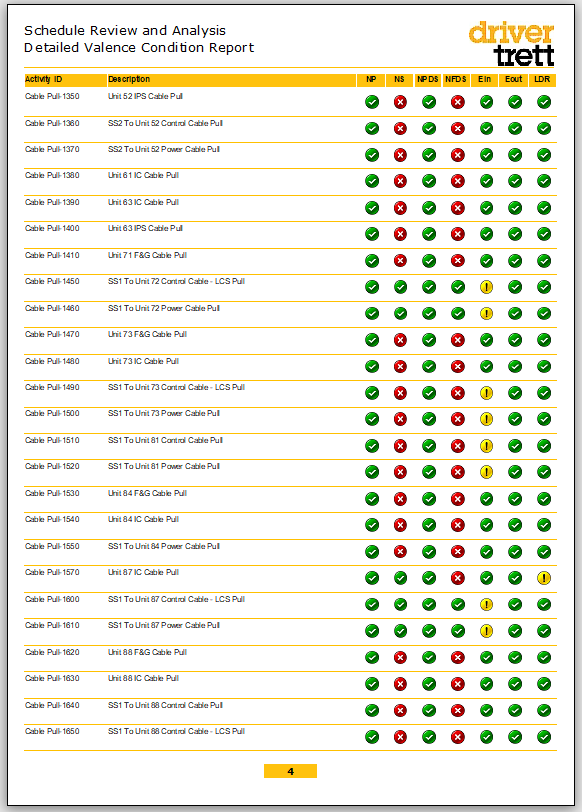 Schedule Review and Analysis
Detailed Valence Condition Report
driver
trett
Activity ID Description NP NS NPDS NFDS Ein Eout LDR
Cable Pull-1350 Unit 52 IPS Cable Pull
Cable Pull-1360 SS2 To Unit 52 Control Cable Pull
Cable Pull-1370 SS2 To Unit 52 Power Cable Pull
Cable Pull-1380 Unit 61 IC Cable Pull
Cable Pull-1390 Unit 63 IC Cable Pull
Cable Pull-1400 Unit 63 IPS Cable Pull
Cable Pull-1410 Unit 71 F&G Cable Pull
Cable Pull-1450 SS1 To Unit 72 Control Cable - LCS Pull
Cable Pull-1460 SS1 To Unit 72 Power Cable Pull
Cable Pull-1470 Unit 73 F&G Cable Pull
Cable Pull-1480 Unit 73 IC Cable Pull
Cable Pull-1490 SS1 To Unit 73 Control Cable - LCS Pull
Cable Pull-1500 SS1 To Unit 73 Power Cable Pull
Cable Pull-1510 SS1 To Unit 81 Control Cable Pull
Cable Pull-1520 SS1 To Unit 81 Power Cable Pull
Cable Pull-1530 Unit 84 F&G Cable Pull
Cable Pull-1540 Unit 84 IC Cable Pull
Cable Pull-1550 SS1 To Unit 84 Power Cable Pull
Cable Pull-1570 Unit 87 IC Cable Pull
Cable Pull-1600 SS1 To Unit 87 Control Cable - LCS Pull
Cable Pull-1610 SS1 To Unit 87 Power Cable Pull
Cable Pull-1620 Unit 88 F&G Cable Pull
Cable Pull-1630 Unit 88 IC Cable Pull
Cable Pull-1640 SS1 To Unit 88 Control Cable Pull
Cable Pull-1650 SS1 To Unit 88 Control Cable - LCS Pull
4